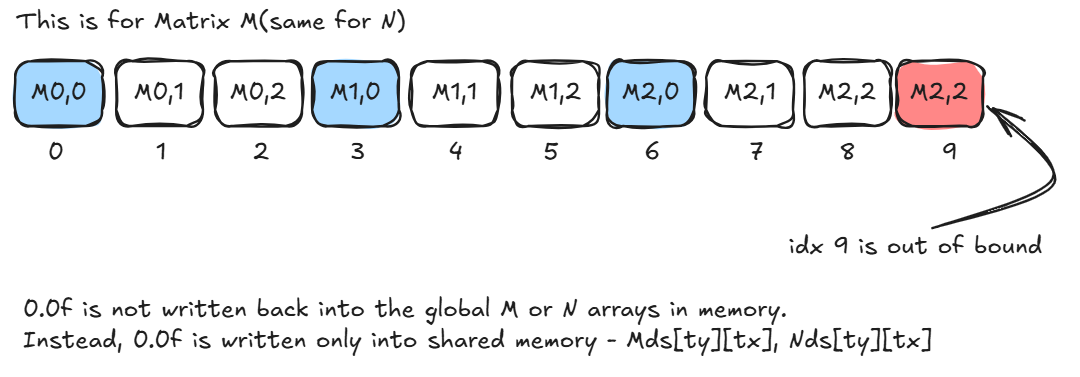 This is for Matrix M(same for N)
M0,0 M0,1 M0,2 M1,0 M1,1 M1,2 M2,0 M2,1 M2,2 M2,2
0 1 2 3 4 5 6 7 8 9
idx 9 is out of bound
0.0f is not written back into the global M or N arrays in memory.
Instead, 0.0f is written only into shared memory - Mds[ty][tx], Nds[ty][tx]